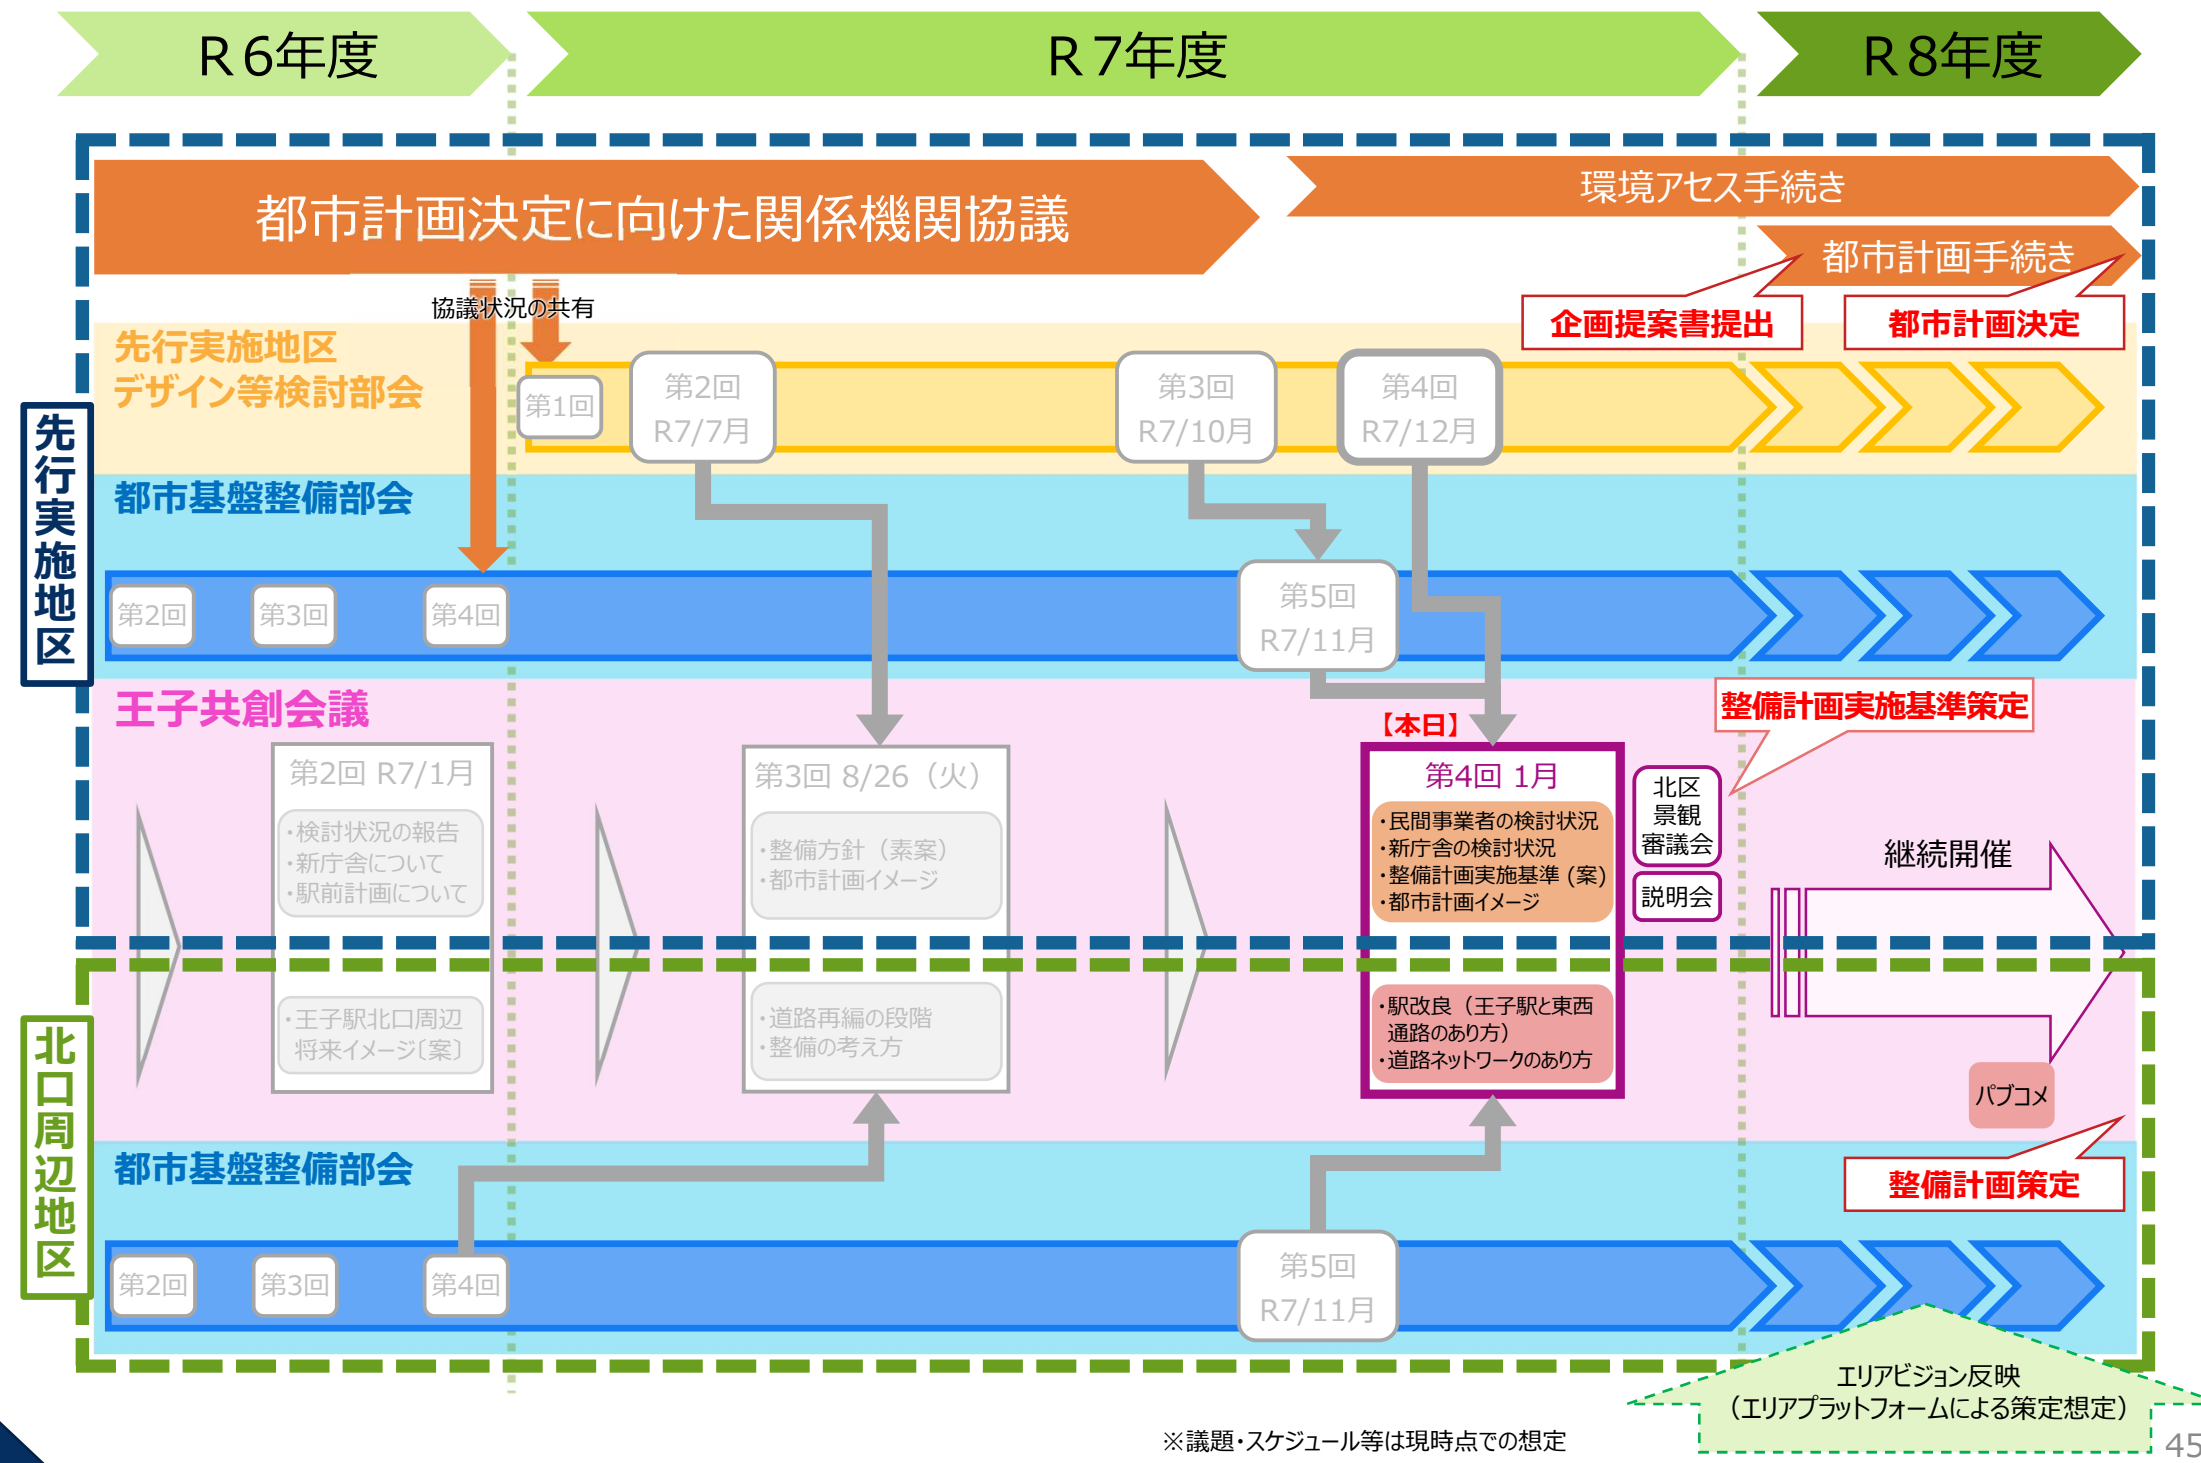 R6年度
R7年度
R8年度
都市計画決定に向けた関係機関協議
環境アセス手続き
都市計画手続き
協議状況の共有
企画提案書提出
都市計画決定
先行実施地区
先行実施地区
デザイン等検討部会
第1回
第2回
R7/7月
第3回
R7/10月
第4回
R7/12月
都市基盤整備部会
第2回
第3回
第4回
第5回
R7/11月
王子共創会議
【本日】
整備計画実施基準策定
第2回 R7/1月
・検討状況の報告
・新庁舎について
・駅前計画について
・王子駅北口周辺
将来イメージ〔案〕
第3回 8/26（火）
・整備方針（素案）
・都市計画イメージ
・道路再編の段階
・整備の考え方
第4回 1月
・民間事業者の検討状況
・新庁舎の検討状況
・整備計画実施基準 (案)
・都市計画イメージ
・駅改良（王子駅と東西
通路のあり方）
・道路ネットワークのあり方
北区
景観
審議会
説明会
継続開催
パブコメ
北口周辺地区
都市基盤整備部会
整備計画策定
第2回
第3回
第4回
第5回
R7/11月
エリアビジョン反映
（エリアプラットフォームによる策定想定）
※議題・スケジュール等は現時点での想定
45